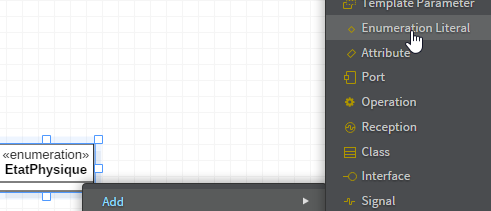 Template Parameter
Enumeration Literal
Attribute
Port
Operation
Reception
Class
Interface
Signal
«enumeration»
EtatPhysique
Add